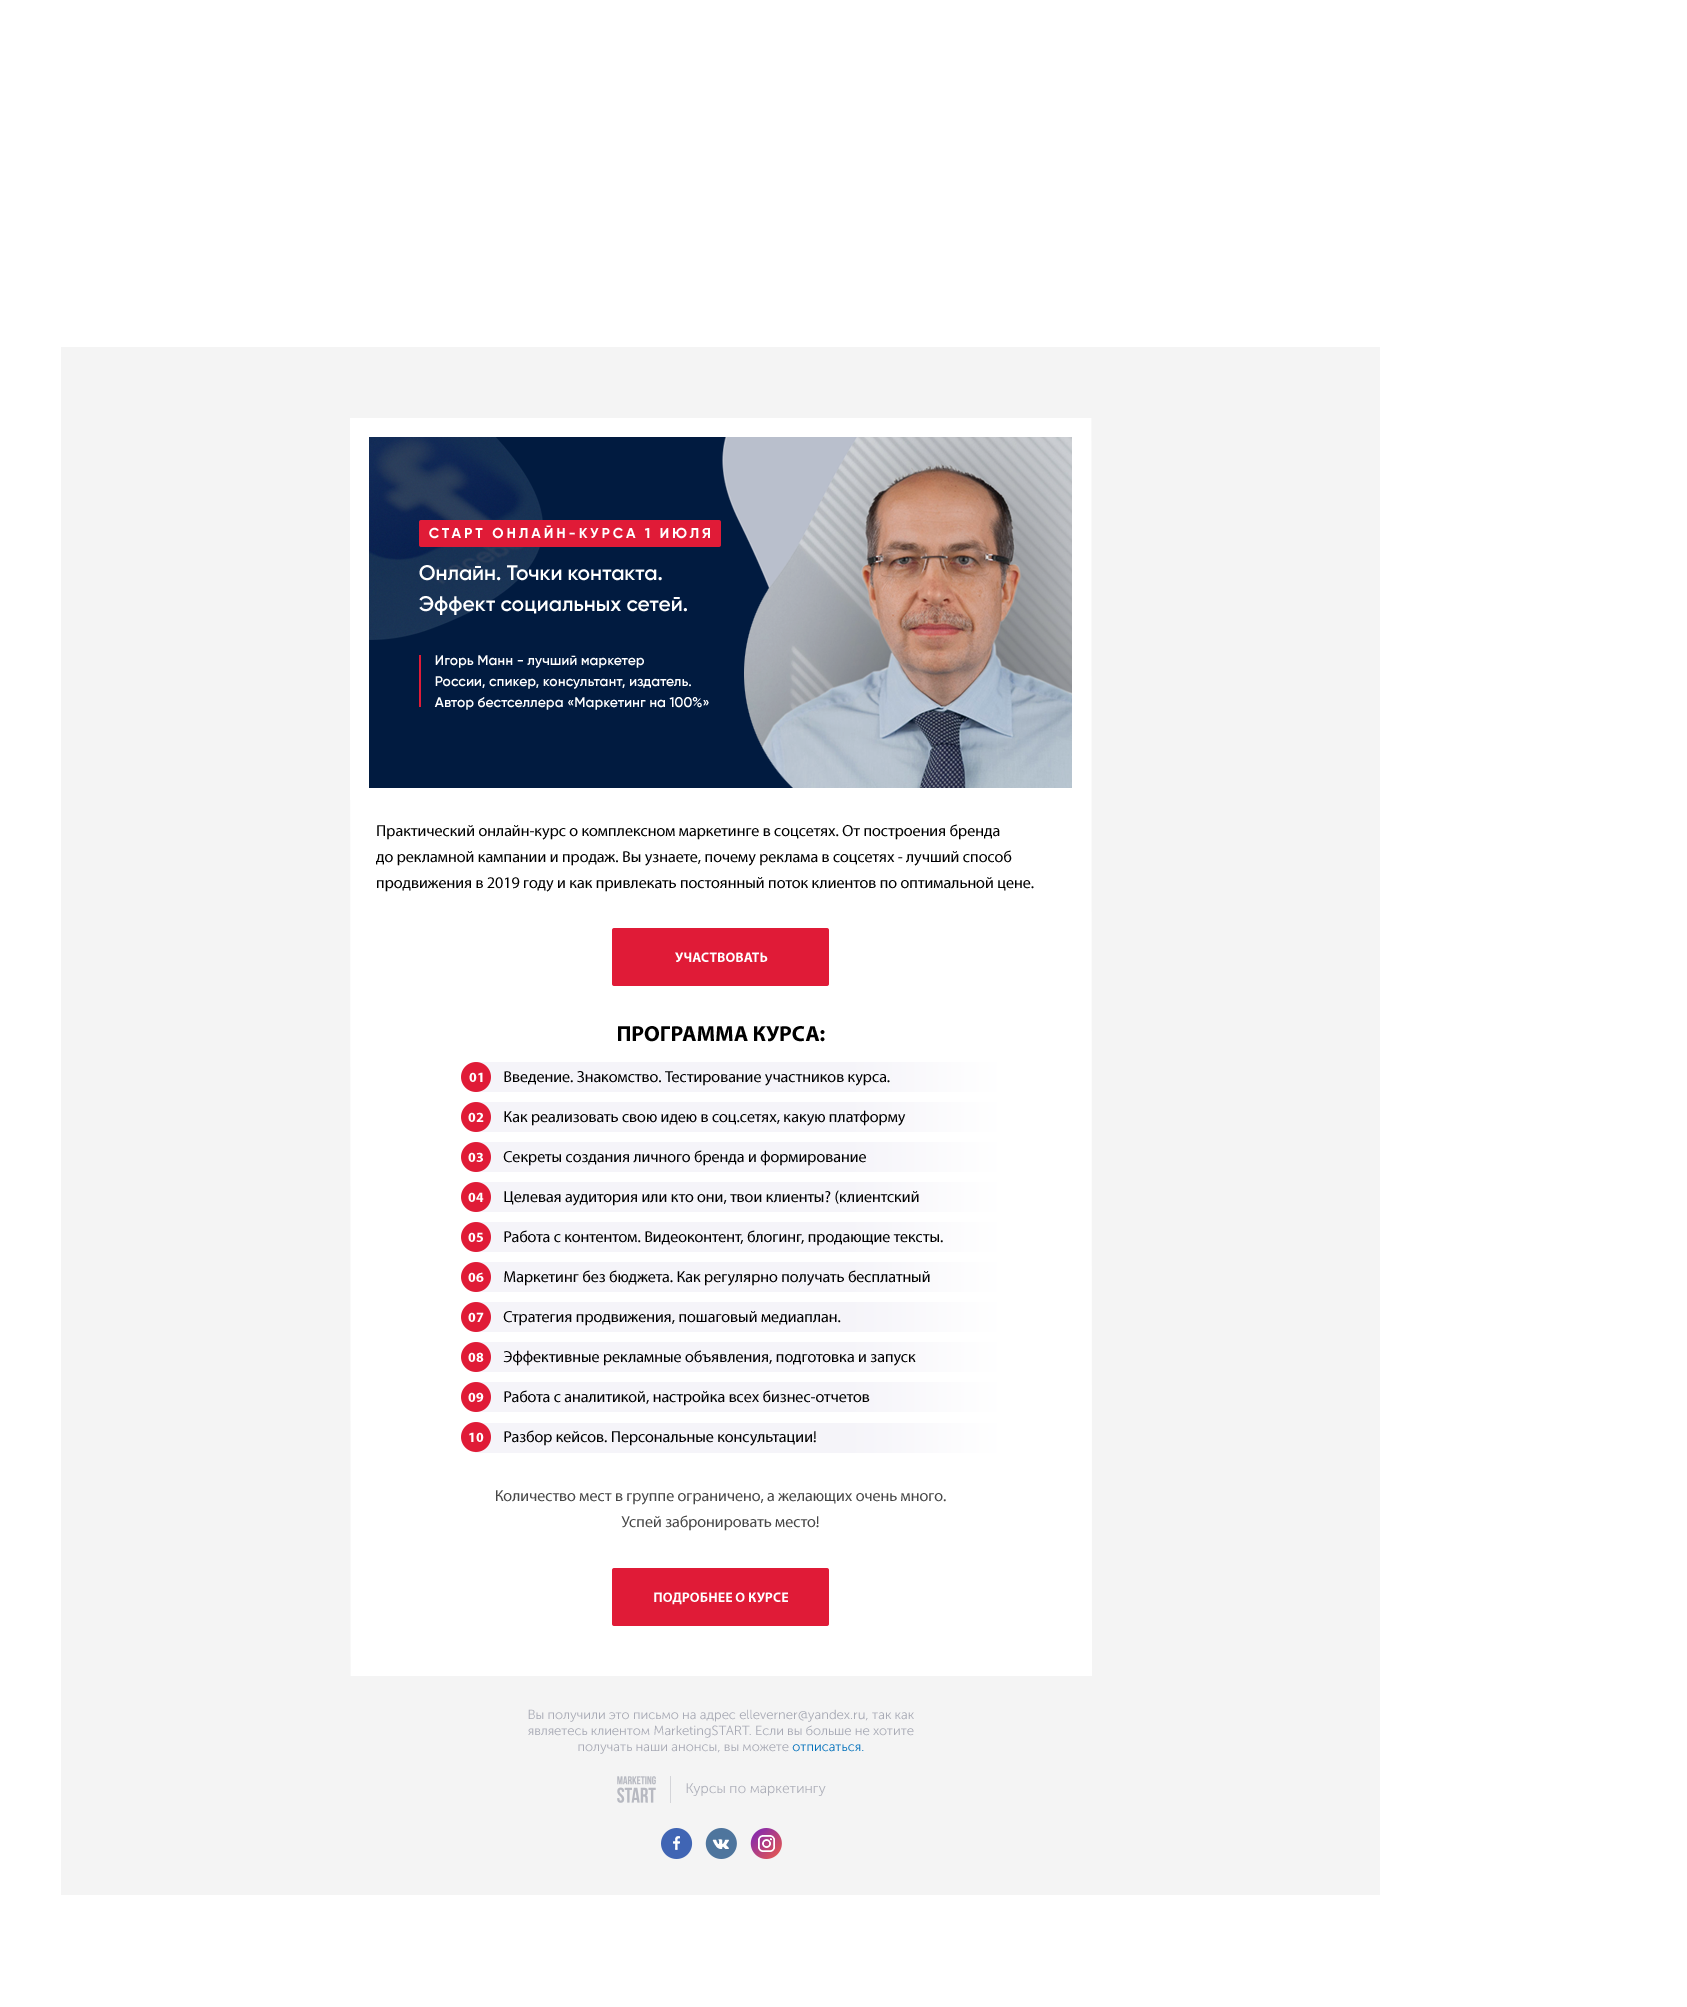 СТАРТ ОНЛАЙН-КУРСА 1 ИЮЛЯ
Онлайн. Точки контакта.
Эффект социальных сетей.
Игорь Манн - лучший маркетер
России, спикер, консультант, издатель.
Автор бестселлера «Маркетинг на 100%»
Практический онлайн-курс о комплексном маркетинге в соцсетях. От построения бренда
до рекламной кампании и продаж. Вы узнаете, почему реклама в соцсетях - лучший способ
продвижения в 2019 году и как привлекать постоянный поток клиентов по оптимальной цене.
УЧАСТВОВАТЬ
ПРОГРАММА КУРСА:
01 Введение. Знакомство. Тестирование участников курса.
02 Как реализовать свою идею в соц.сетях, какую платформу
03 Секреты создания личного бренда и формирование
04 Целевая аудитория или кто они, твои клиенты? (клиентский
05 Работа с контентом. Видеоконтент, блогинг, продающие тексты.
06 Маркетинг без бюджета. Как регулярно получать бесплатный
07 Стратегия продвижения, пошаговый медиаплан.
08 Эффективные рекламные объявления, подготовка и запуск
09 Работа с аналитикой, настройка всех бизнес-отчетов
10 Разбор кейсов. Персональные консультации!
Количество мест в группе ограничено, а желающих очень много.
Успей забронировать место!
ПОДРОБНЕЕ О КУРСЕ
Вы получили это письмо на адрес elleverner@yandex.ru, так как
являетесь клиентом MarketingSTART. Если вы больше не хотите
получать наши анонсы, вы можете отписаться.
MARKETING
START
Курсы по маркетингу